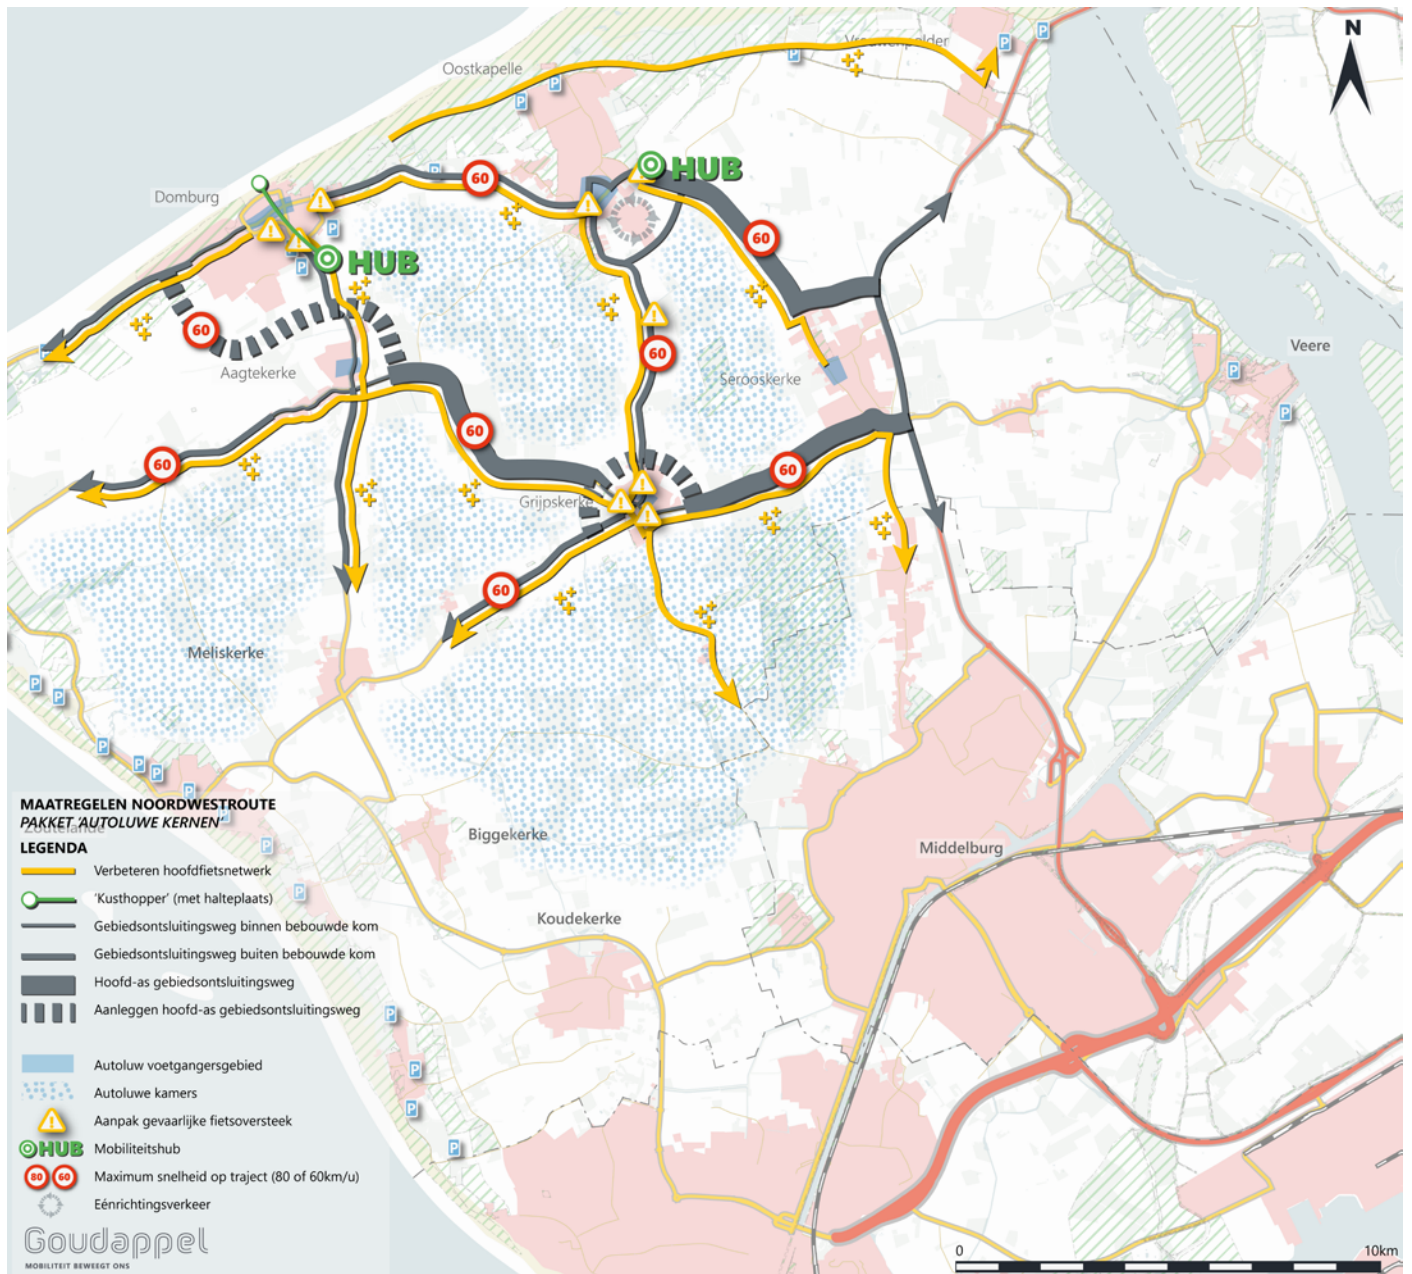 N
Vrouwenpolder
Oostkapelle
P
P
P
P
P
HUB
60
P
Domburg
60
P
HUB
P
60
Veere
60
Aagtekerke
Serooskerke
P
P
60
60
60
Grijpskerke
60
Meliskerke
P
P
P
P
P
P
MAATREGELEN NOORDWESTROUTE
PAKKET 'AUTOLUWE KERNEN'
Zoutelande
LEGENDA
Biggekerke
P
Middelburg
Verbeteren hoofdfietsnetwerk
P
'Kusthopper' (met halteplaats)
Koudekerke
Gebiedsontsluitingsweg binnen bebouwde kom
Gebiedsontsluitingsweg buiten bebouwde kom
Hoofd-as gebiedsontsluitingsweg
Aanleggen hoofd-as gebiedsontsluitingsweg
P
Autoluw voetgangersgebied
P
Autoluwe kamers
P
Aanpak gevaarlijke fietsoversteek
HUB Mobiliteitshub
P
80 60 Maximum snelheid op traject (80 of 60km/u)
Eénrichtingsverkeer
Goudappel
MOBILITEIT BEWEEGT ONS
0 10km